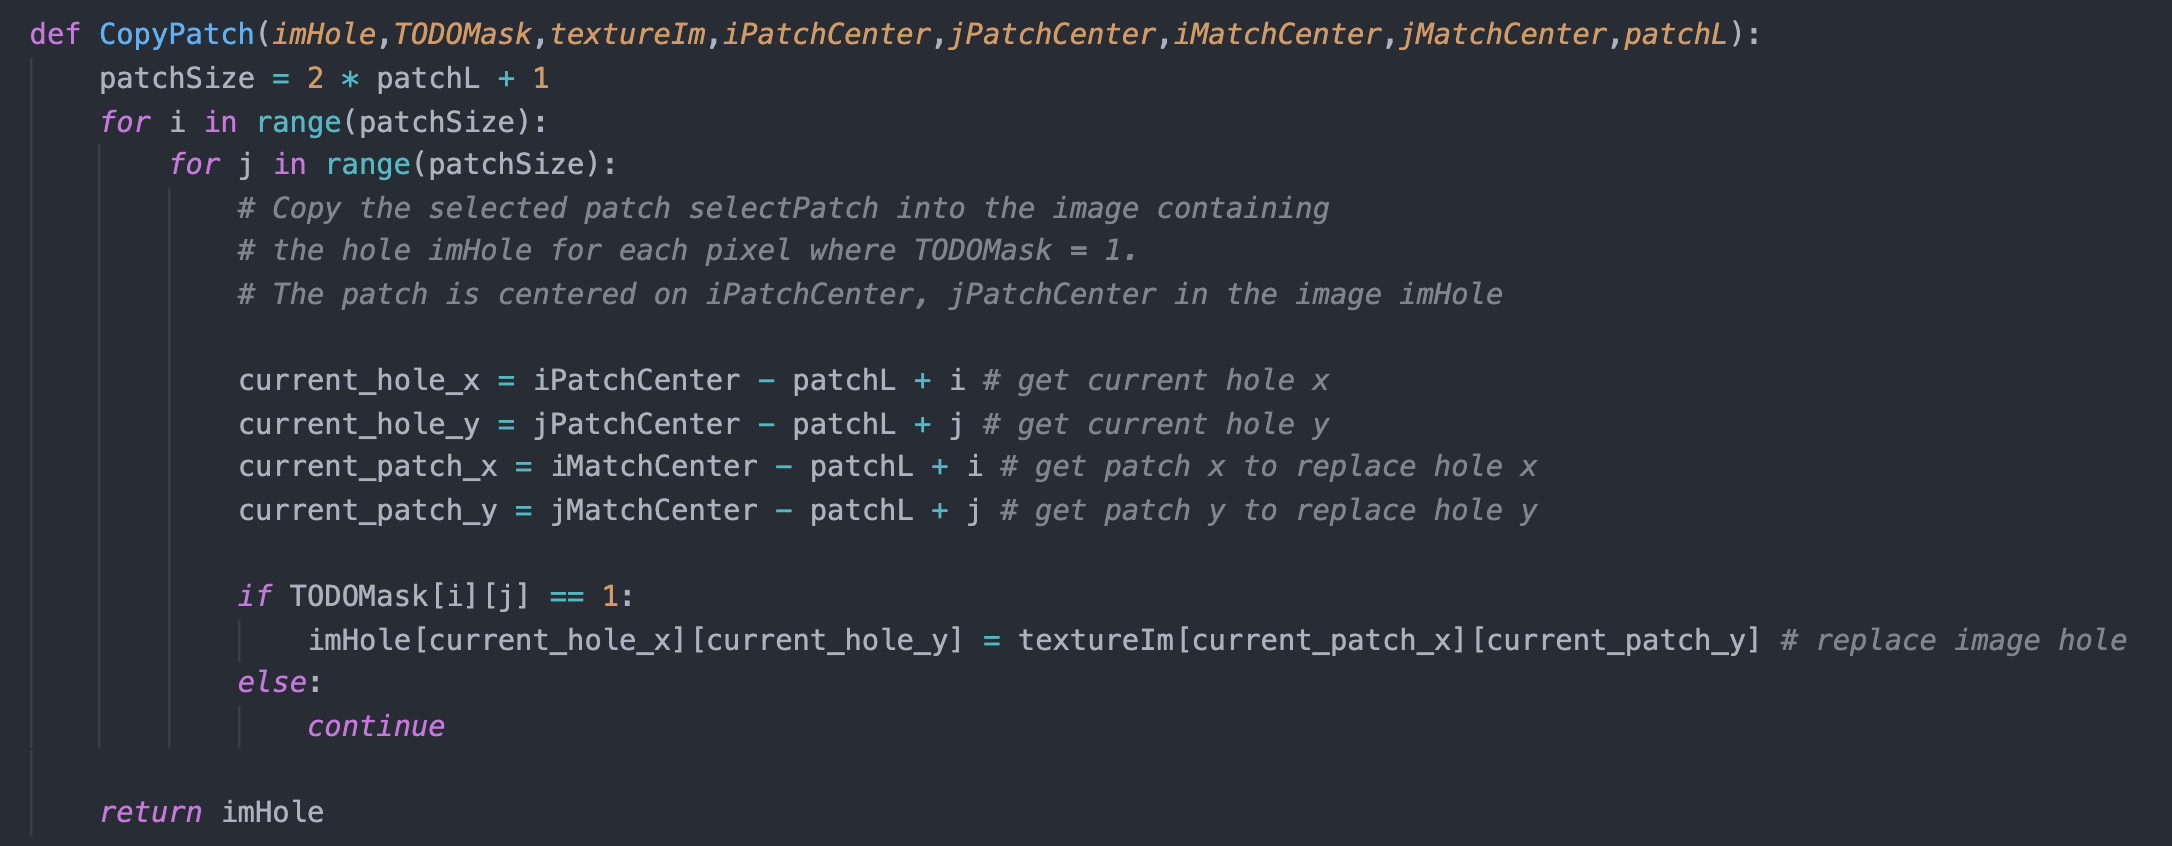 def CopyPatch(imHole,TODOMask,textureIm,iPatchCenter,jPatchCenter,iMatchCenter,jMatchCenter,patchL):
    patchSize = 2 * patchL + 1
    for i in range(patchSize):
        for j in range(patchSize):
            # Copy the selected patch selectPatch into the image containing
            # the hole imHole for each pixel where TODOMask = 1.
            # The patch is centered on iPatchCenter, jPatchCenter in the image imHole

            current_hole_x = iPatchCenter - patchL + i # get current hole x
            current_hole_y = jPatchCenter - patchL + j # get current hole y
            current_patch_x = iMatchCenter - patchL + i # get patch x to replace hole x
            current_patch_y = jMatchCenter - patchL + j # get patch y to replace hole y

            if TODOMask[i][j] == 1:
                imHole[current_hole_x][current_hole_y] = textureIm[current_patch_x][current_patch_y] # replace image hole
            else:
                continue

    return imHole